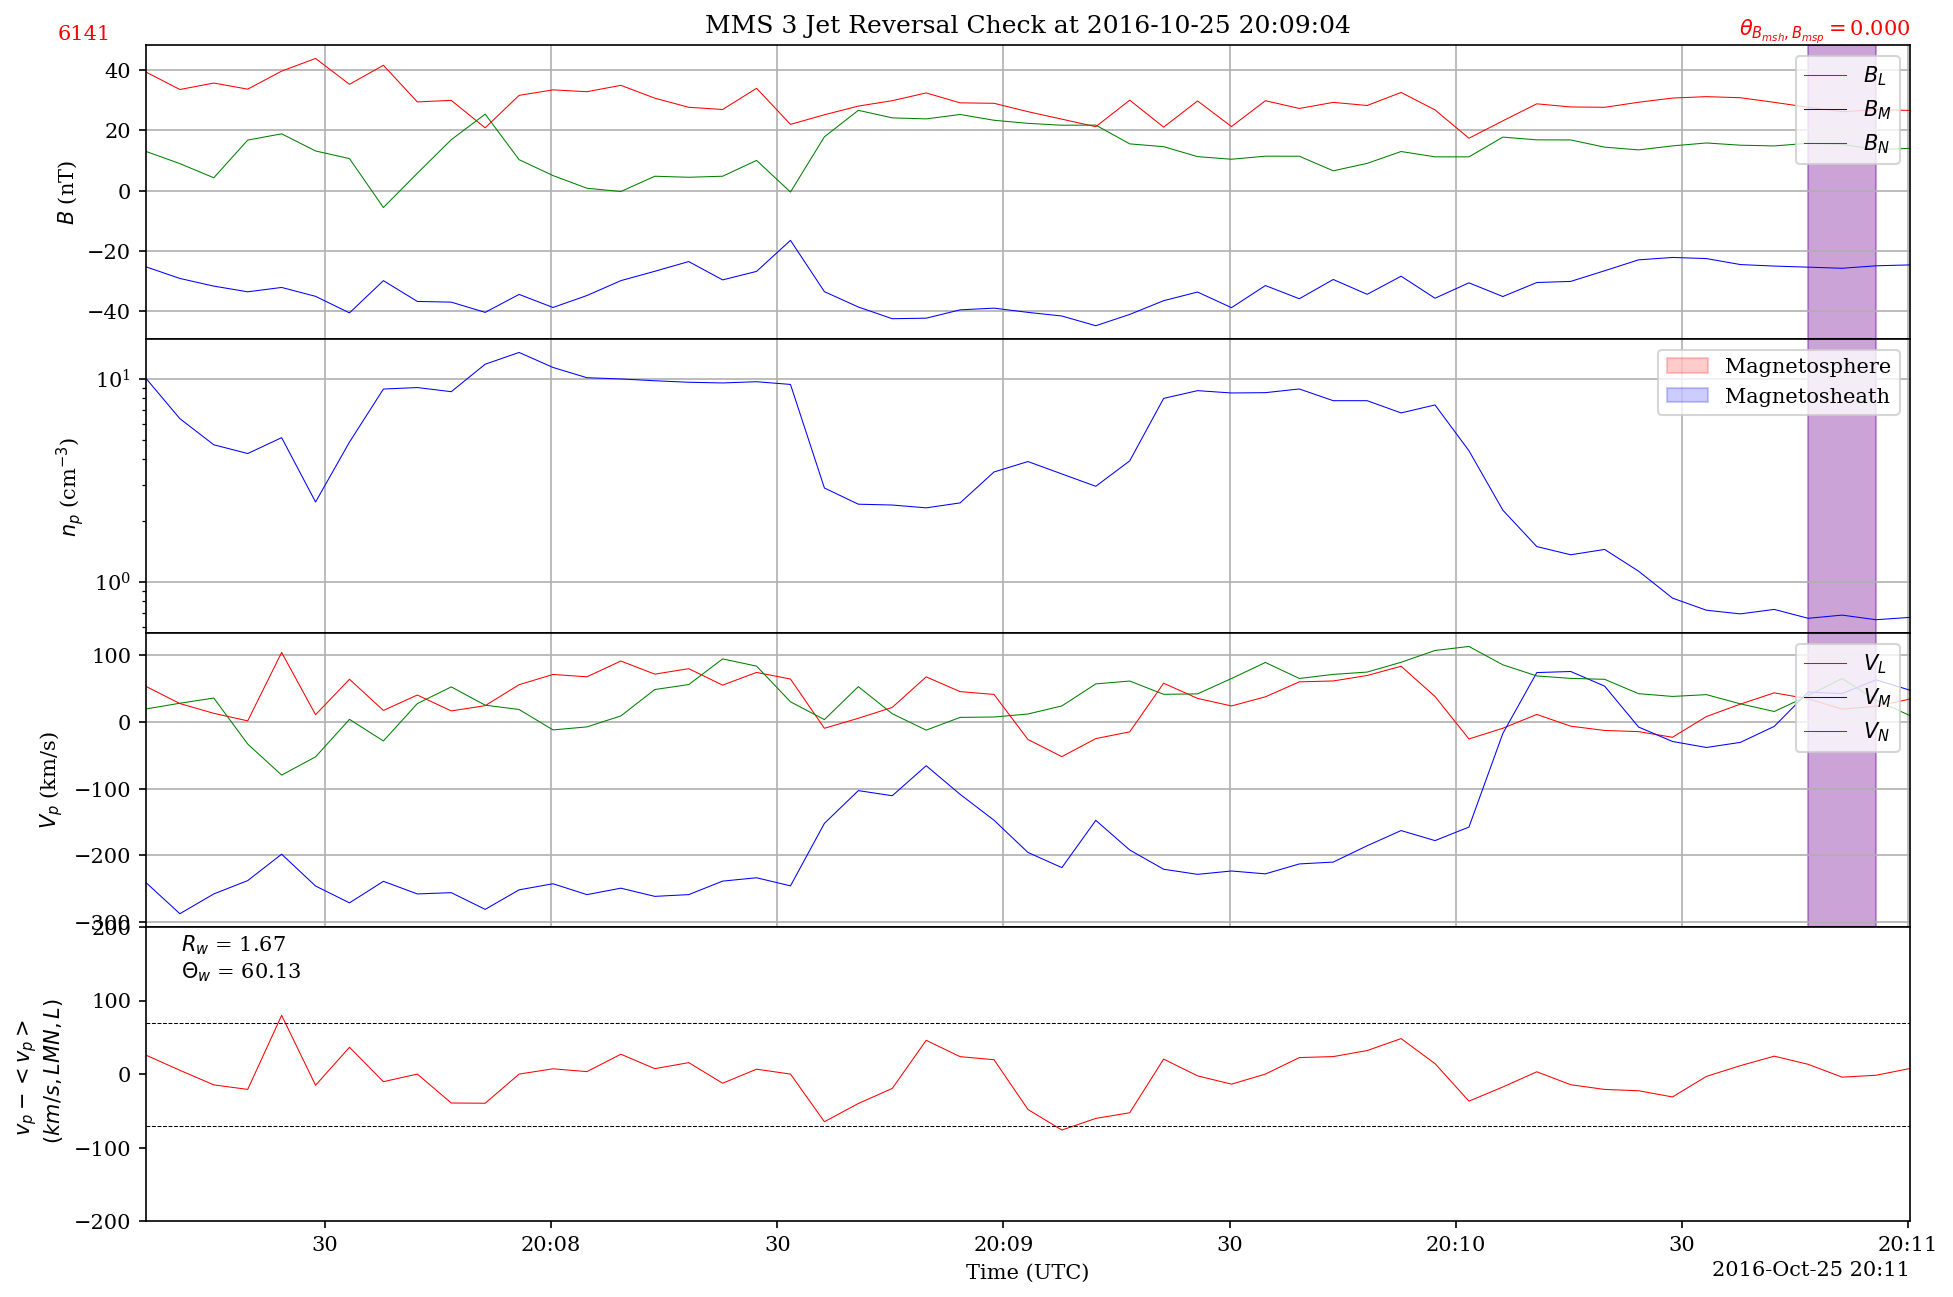 MMS 3 Jet Reversal Check at 2016-10-25 20:09:04
6141
θ_{B_{msh}, B_{msp}} = 0.000
40
20
0
−20
−40
B (nT)
B_L
B_M
B_N
10¹
10⁰
n_p (cm⁻³)
Magnetosphere
Magnetosheath
100
0
−100
−200
−300
V_p (km/s)
V_L
V_M
V_N
200
100
0
−100
−200
v_p − < v_p >
(km/s, LMN, L)
R_w = 1.67
Θ_w = 60.13
30 20:08 30 20:09 30 20:10 30 20:11
Time (UTC)
2016-Oct-25 20:11